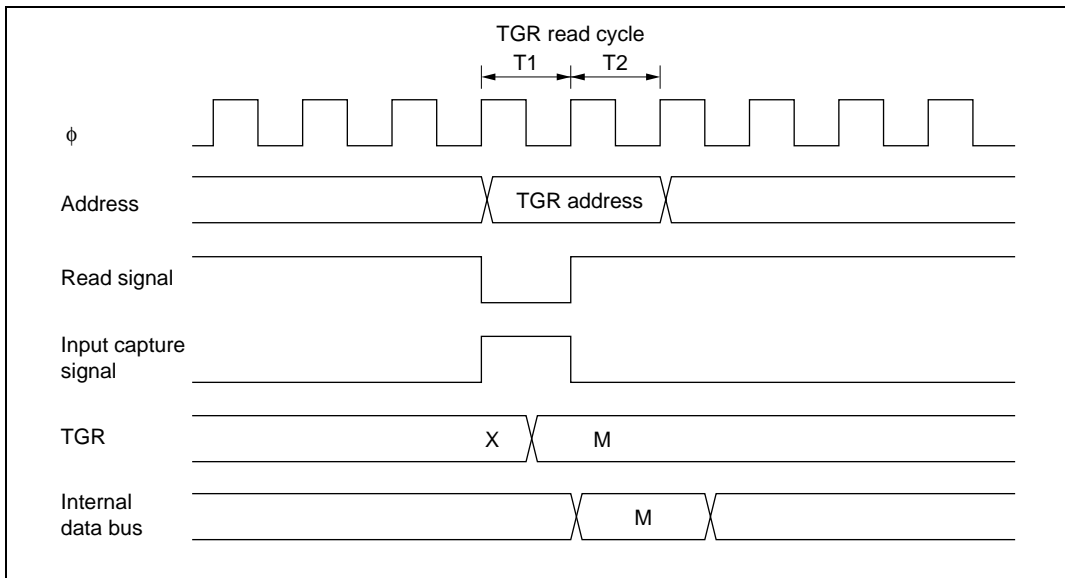 TGR read cycle
T1 T2
φ
Address
TGR address
Read signal
Input capture
signal
TGR
X
M
Internal
data bus
M